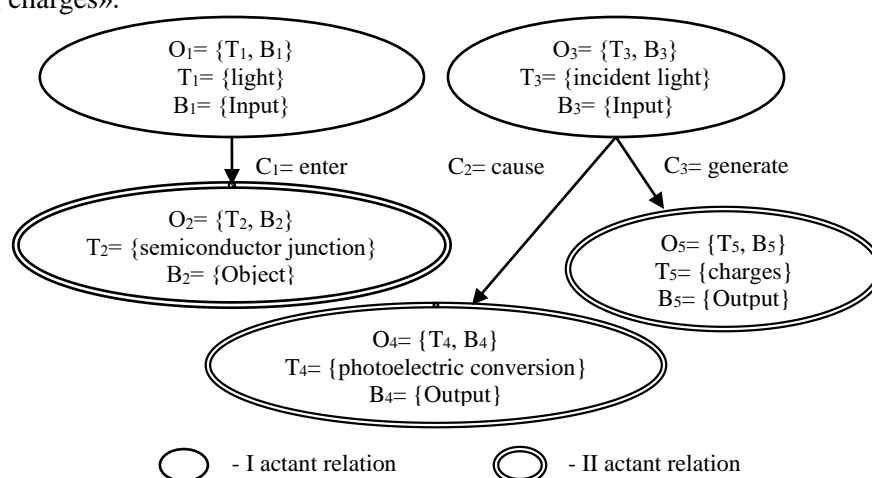 charges».
O1= {T1, B1}
T1= {light}
B1= {Input}
O3= {T3, B3}
T3= {incident light}
B3= {Input}
C1= enter
C2= cause
C3= generate
O2= {T2, B2}
T2= {semiconductor junction}
B2= {Object}
O5= {T5, B5}
T5= {charges}
B5= {Output}
O4= {T4, B4}
T4= {photoelectric conversion}
B4= {Output}
- I actant relation
- II actant relation